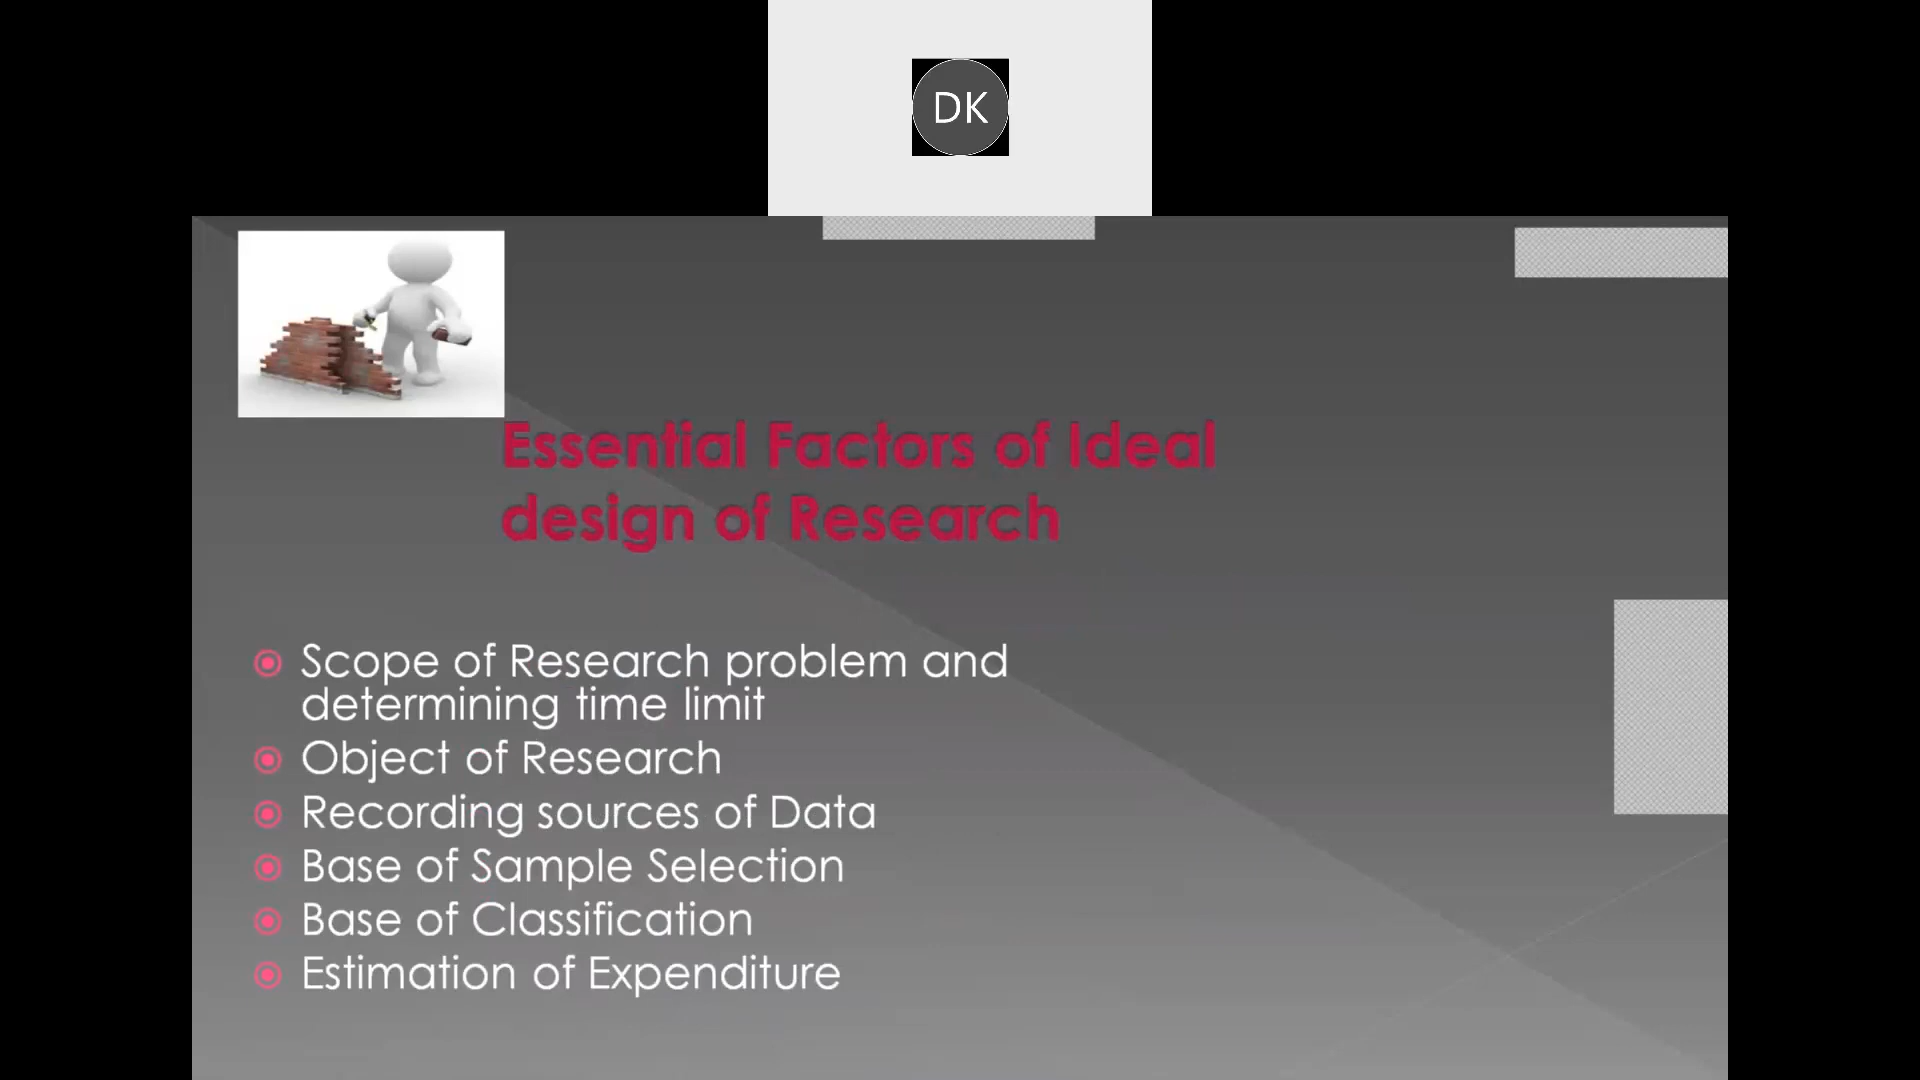 DK
Essential Factors of Ideal
design of Research
Scope of Research problem and
determining time limit
Object of Research
Recording sources of Data
Base of Sample Selection
Base of Classification
Estimation of Expenditure